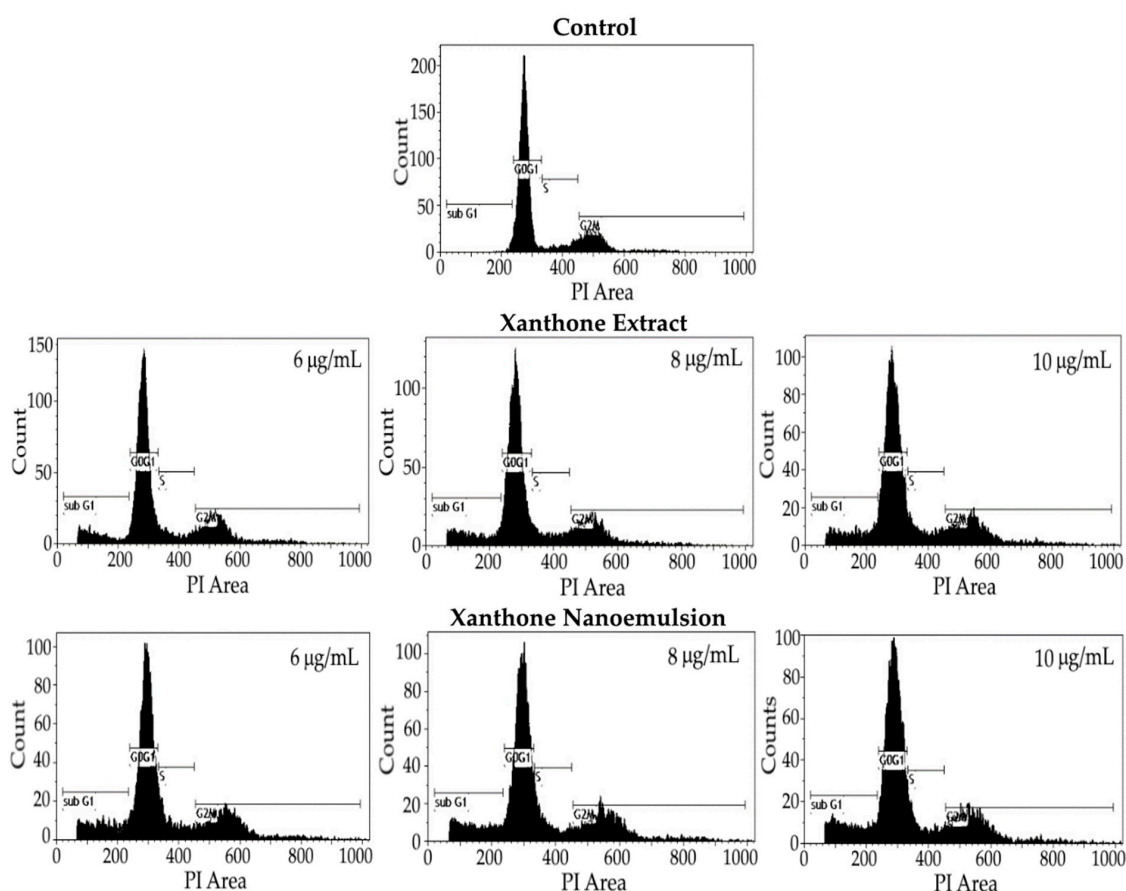 Control
200
150
100
50
0
Count
G0G1
S
sub G1
G2M
0 200 400 600 800 1000
PI Area
Xanthone Extract
150
100
50
0
Count
6 µg/mL
G0G1
S
sub G1
G2M
0 200 400 600 800 1000
PI Area
100
50
0
Count
8 µg/mL
G0G1
S
sub G1
G2M
0 200 400 600 800 1000
PI Area
100
80
60
40
20
0
Count
10 µg/mL
G0G1
S
sub G1
G2M
0 200 400 600 800 1000
PI Area
Xanthone Nanoemulsion
100
80
60
40
20
0
Count
6 µg/mL
G0G1
S
sub G1
G2M
0 200 400 600 800 1000
PI Area
100
80
60
40
20
0
Count
8 µg/mL
G0G1
S
sub G1
G2M
0 200 400 600 800 1000
PI Area
100
80
60
40
20
0
Counts
10 µg/mL
G0G1
S
sub G1
G2M
0 200 400 600 800 1000
PI Area